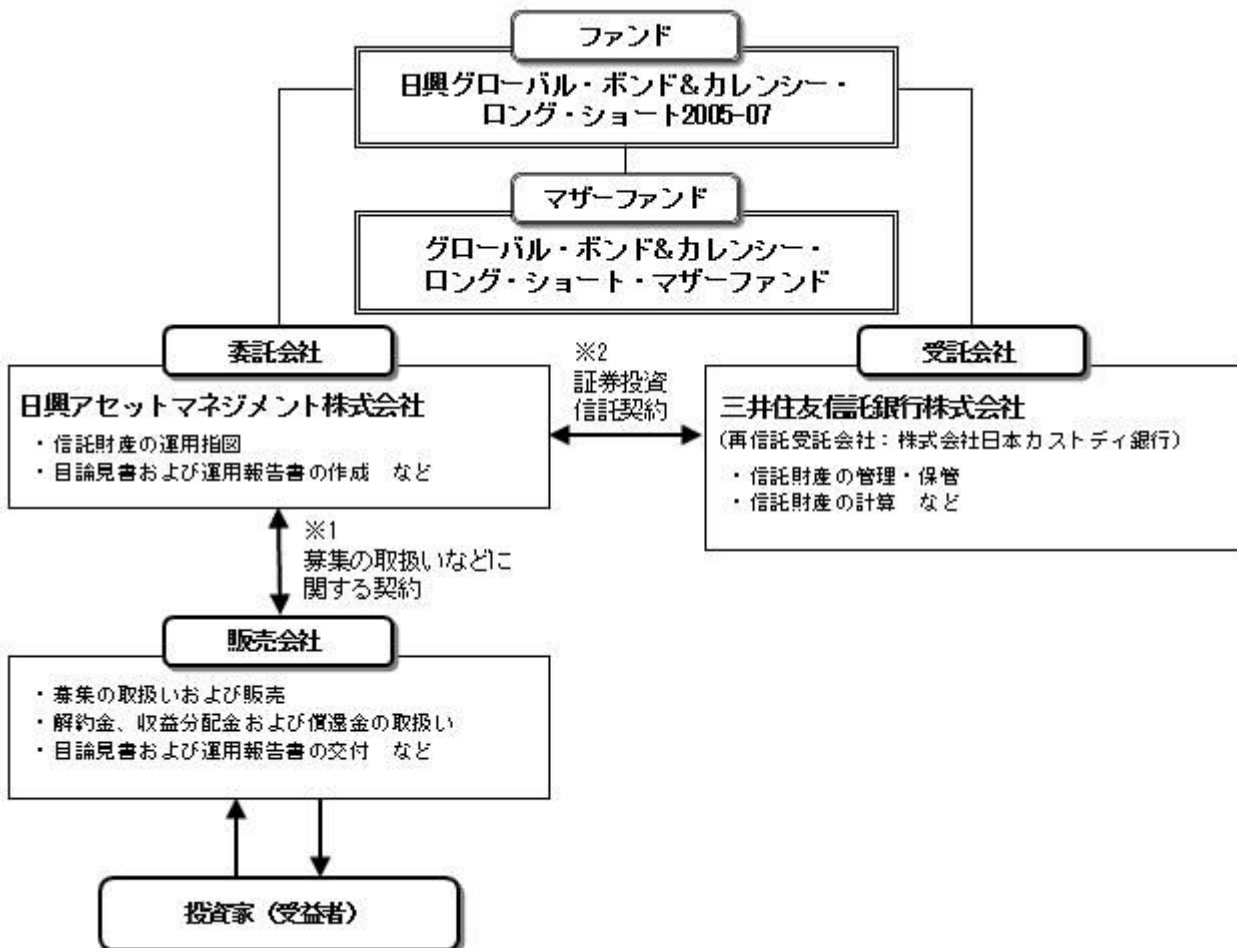 ファンド
日興グローバル・ボンド&カレンシー・
ロング・ショート2005-07
マザーファンド
グローバル・ボンド&カレンシー・
ロング・ショート・マザーファンド
委託会社
日興アセットマネジメント株式会社
・信託財産の運用指図
・目論見書および運用報告書の作成　など
※2
証券投資
信託契約
受託会社
三井住友信託銀行株式会社
(再信託受託会社：株式会社日本カストディ銀行)
・信託財産の管理・保管
・信託財産の計算　など
※1
募集の取扱いなどに
関する契約
販売会社
・募集の取扱いおよび販売
・解約金、収益分配金および償還金の取扱い
・目論見書および運用報告書の交付　など
投資家（受益者）